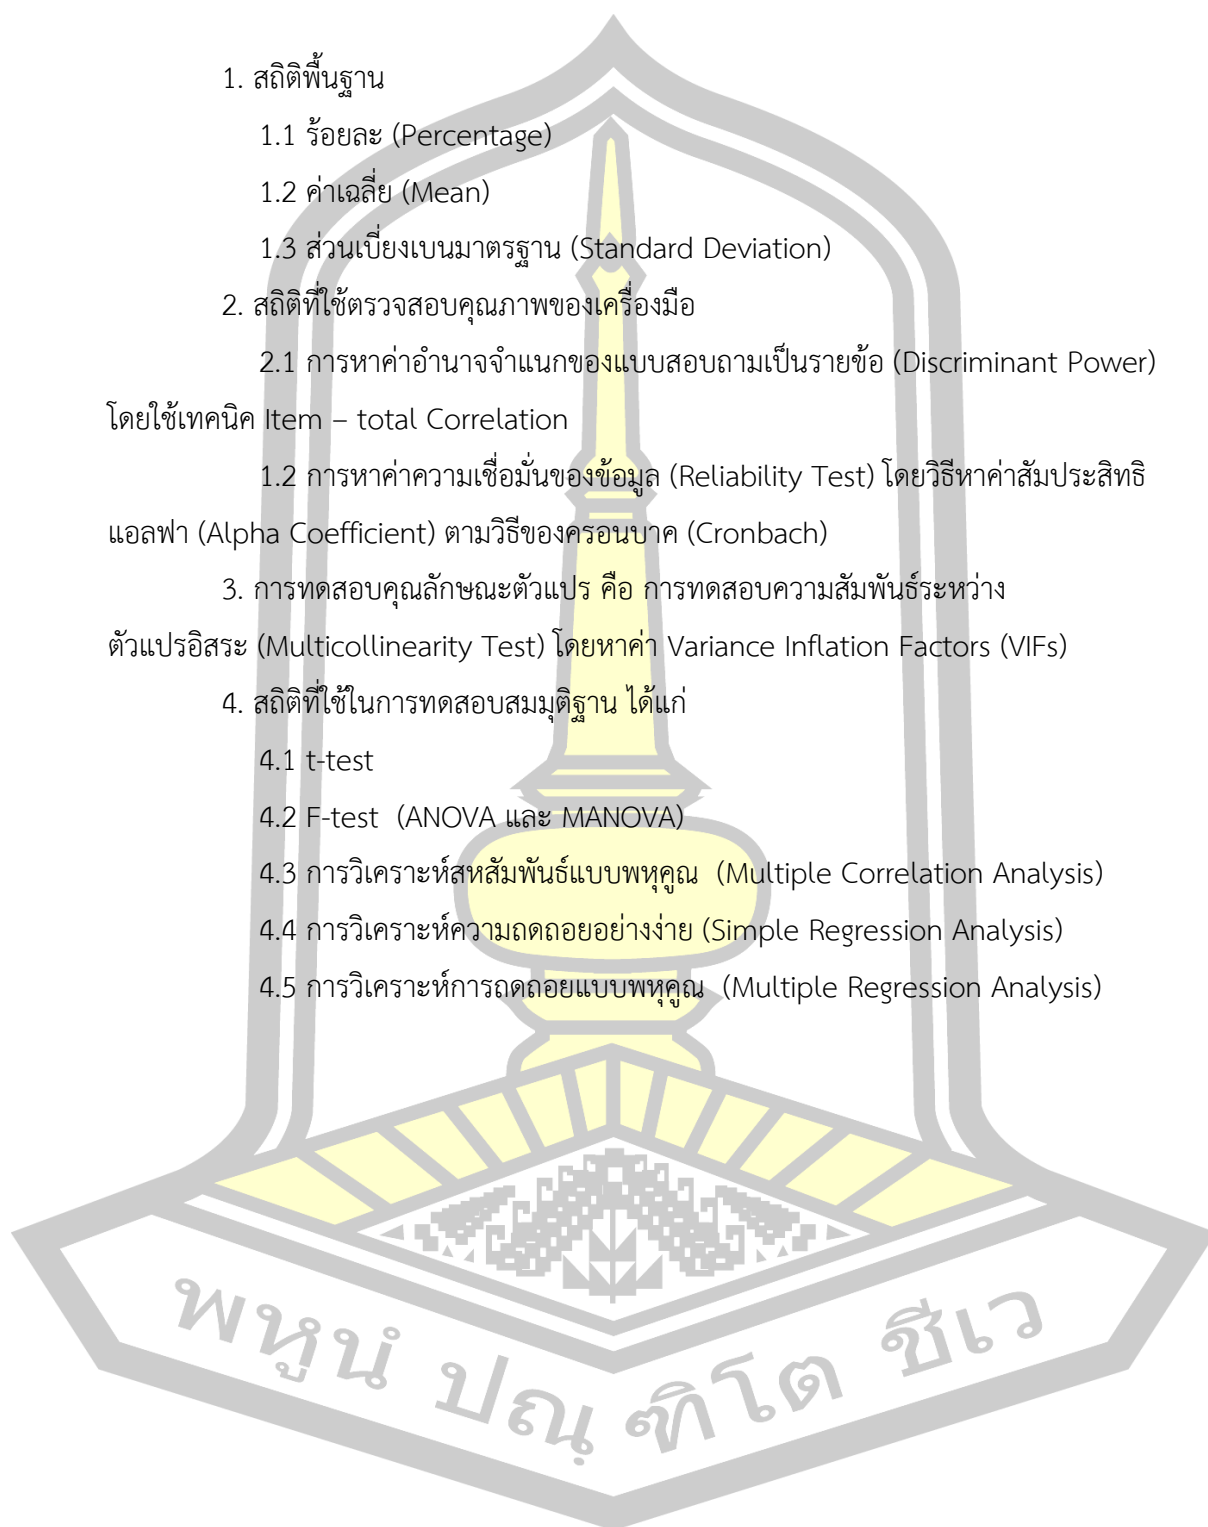 1. สถิติพื้นฐาน
1.1 ร้อยละ (Percentage)
1.2 ค่าเฉลี่ย (Mean)
1.3 ส่วนเบี่ยงเบนมาตรฐาน (Standard Deviation)
2. สถิติที่ใช้ตรวจสอบคุณภาพของเครื่องมือ
2.1 การหาค่าอำนาจจำแนกของแบบสอบถามเป็นรายข้อ (Discriminant Power)
โดยใช้เทคนิค Item – total Correlation
1.2 การหาค่าความเชื่อมั่นของข้อมูล (Reliability Test) โดยวิธีหาค่าสัมประสิทธิ
แอลฟา (Alpha Coefficient) ตามวิธีของครอนบาค (Cronbach)
3. การทดสอบคุณลักษณะตัวแปร คือ การทดสอบความสัมพันธ์ระหว่าง
ตัวแปรอิสระ (Multicollinearity Test) โดยหาค่า Variance Inflation Factors (VIFs)
4. สถิติที่ใช้ในการทดสอบสมมุติฐาน ได้แก่
4.1 t-test
4.2 F-test (ANOVA และ MANOVA)
4.3 การวิเคราะห์สหสัมพันธ์แบบพหุคูณ (Multiple Correlation Analysis)
4.4 การวิเคราะห์ความถดถอยอย่างง่าย (Simple Regression Analysis)
4.5 การวิเคราะห์การถดถอยแบบพหุคูณ (Multiple Regression Analysis)
พหูนํ ปณฺฑิโต ชีเว